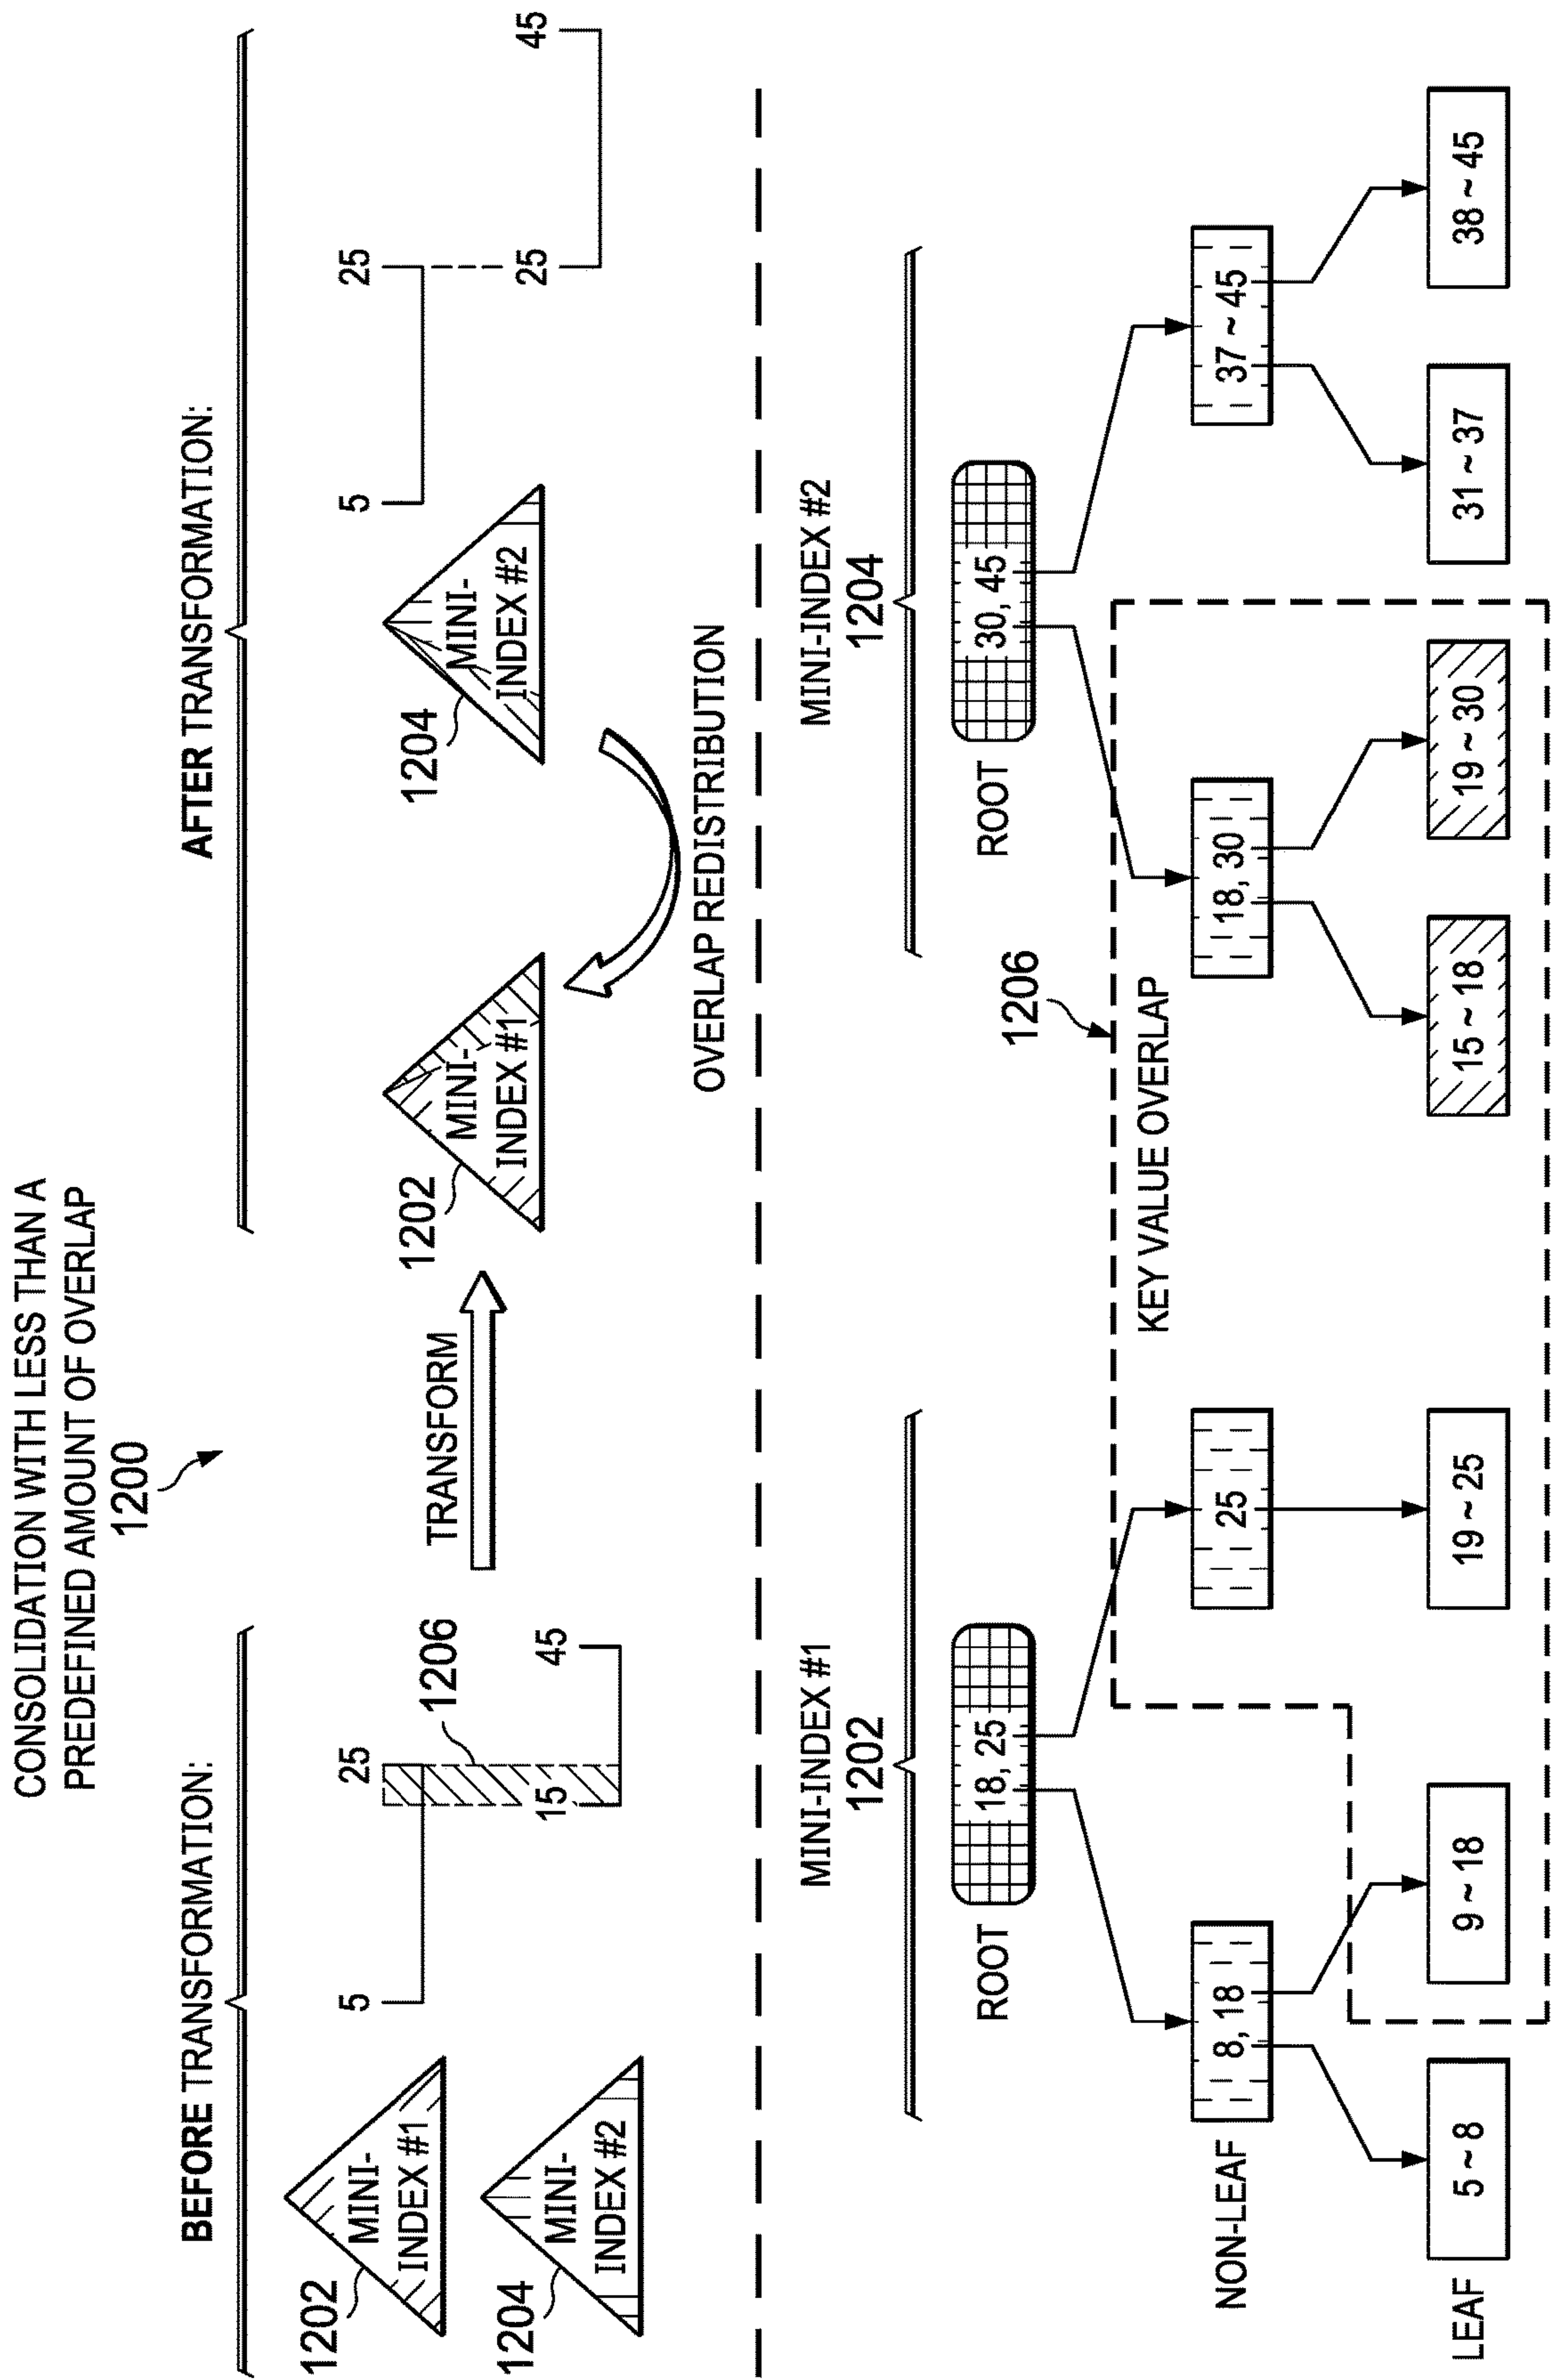 CONSOLIDATION WITH LESS THAN A
PREDEFINED AMOUNT OF OVERLAP
1200
BEFORE TRANSFORMATION:
1202
MINI-
INDEX #1
1204
MINI-
INDEX #2
5
25
15
45
1206
TRANSFORM
AFTER TRANSFORMATION:
1202
MINI-
INDEX #1
1204
MINI-
INDEX #2
OVERLAP REDISTRIBUTION
5
25
25
45
MINI-INDEX #1
1202
ROOT
18, 25
NON-LEAF
8, 18
25
LEAF
5 ~ 8
9 ~ 18
19 ~ 25
MINI-INDEX #2
1204
ROOT
30, 45
1206
KEY VALUE OVERLAP
18, 30
37 ~ 45
15 ~ 18
19 ~ 30
31 ~ 37
38 ~ 45